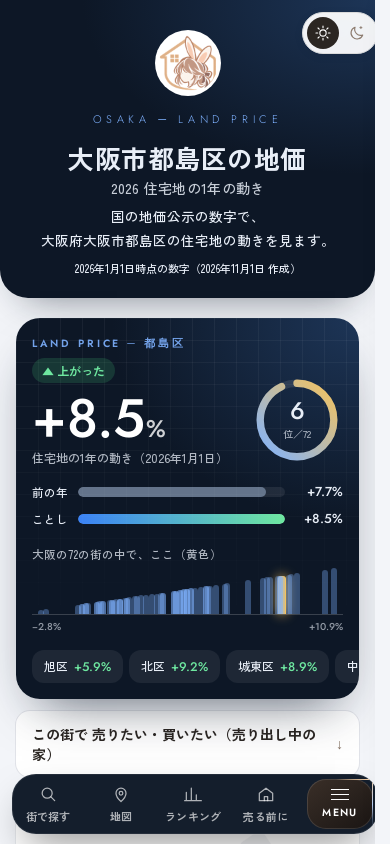 OSAKA — LAND PRICE
大阪市都島区の地価
2026 住宅地の1年の動き
国の地価公示の数字で、
大阪府大阪市都島区の住宅地の動きを見ます。
2026年1月1日時点の数字（2026年11月1日 作成）
LAND PRICE — 都島区
▲ 上がった
+8.5%
6
位／72
住宅地の1年の動き（2026年1月1日）
前の年 +7.7%
ことし +8.5%
大阪の72の街の中で、ここ（黄色）
−2.8% +10.9%
旭区 +5.9% 北区 +9.2% 城東区 +8.9% 中
この街で 売りたい・買いたい（売り出し中の
家） ↓
街で探す 地図 ランキング 売る前に MENU